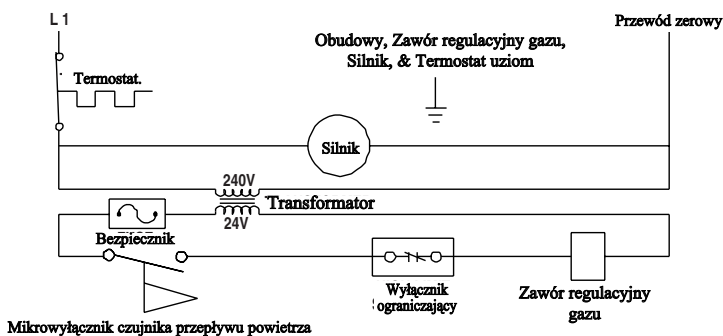 L 1
Przewód zerowy
Obudowy, Zawór regulacyjny gazu,
Silnik, & Termostat uziom
Termostat.
Silnik
240V
Transformator
24V
Bezpiecznik
Wyłącznik
ograniczający
Zawór regulacyjny
gazu
Mikrowyłącznik czujnika przepływu powietrza